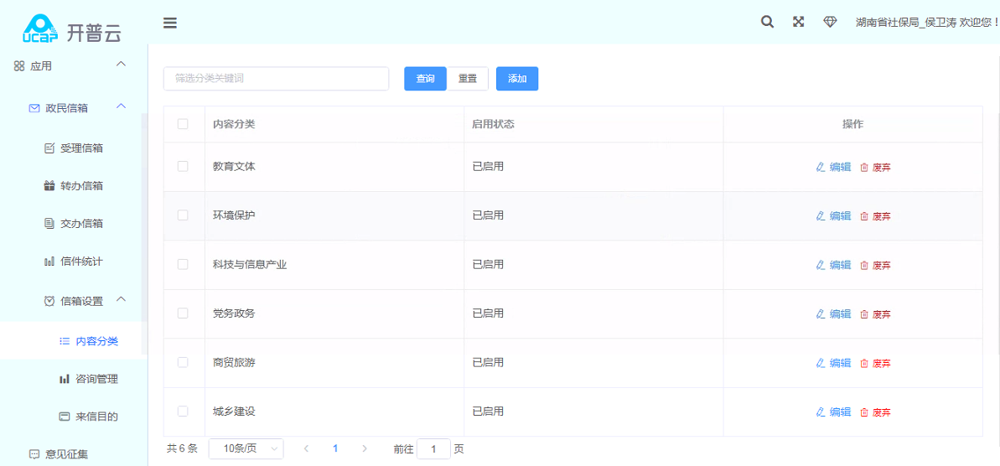 ucap 开普云
湖南省社保局_侯卫涛 欢迎您！
应用
政民信箱
受理信箱
转办信箱
交办信箱
信件统计
信箱设置
内容分类
咨询管理
来信目的
意见征集
筛选分类关键词 查询 重置 添加
内容分类 启用状态 操作
教育文体 已启用 编辑 废弃
环境保护 已启用 编辑 废弃
科技与信息产业 已启用 编辑 废弃
党务政务 已启用 编辑 废弃
商贸旅游 已启用 编辑 废弃
城乡建设 已启用 编辑 废弃
共 6 条 10条/页 1 前往 1 页